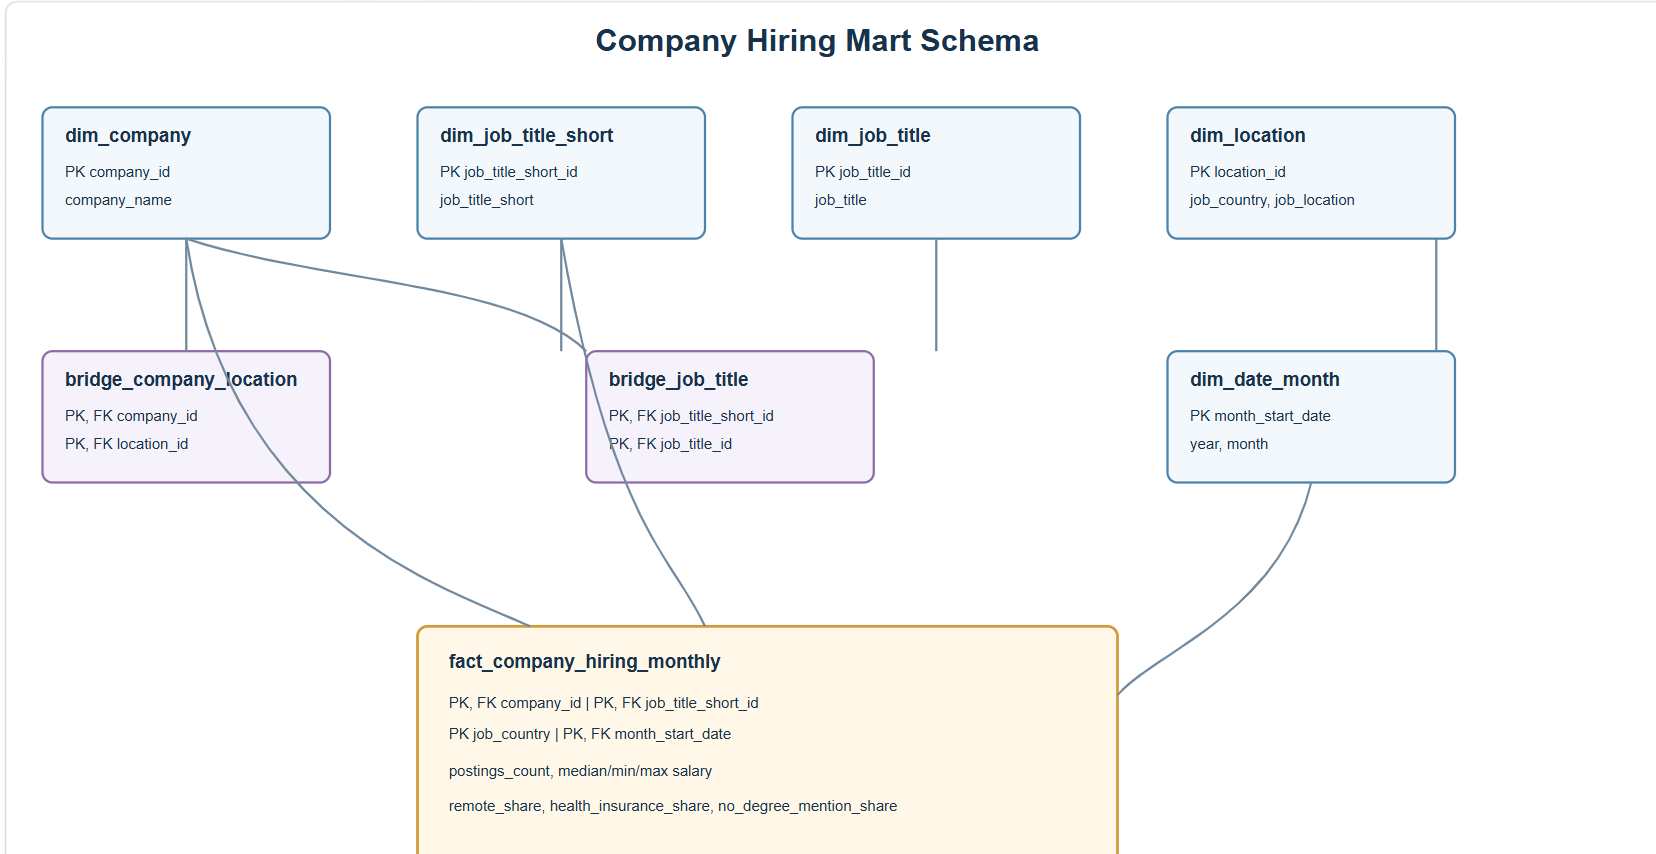 Company Hiring Mart Schema
dim_company
PK company_id
company_name
dim_job_title_short
PK job_title_short_id
job_title_short
dim_job_title
PK job_title_id
job_title
dim_location
PK location_id
job_country, job_location
bridge_company_location
PK, FK company_id
PK, FK location_id
bridge_job_title
PK, FK job_title_short_id
PK, FK job_title_id
dim_date_month
PK month_start_date
year, month
fact_company_hiring_monthly
PK, FK company_id | PK, FK job_title_short_id
PK job_country | PK, FK month_start_date
postings_count, median/min/max salary
remote_share, health_insurance_share, no_degree_mention_share